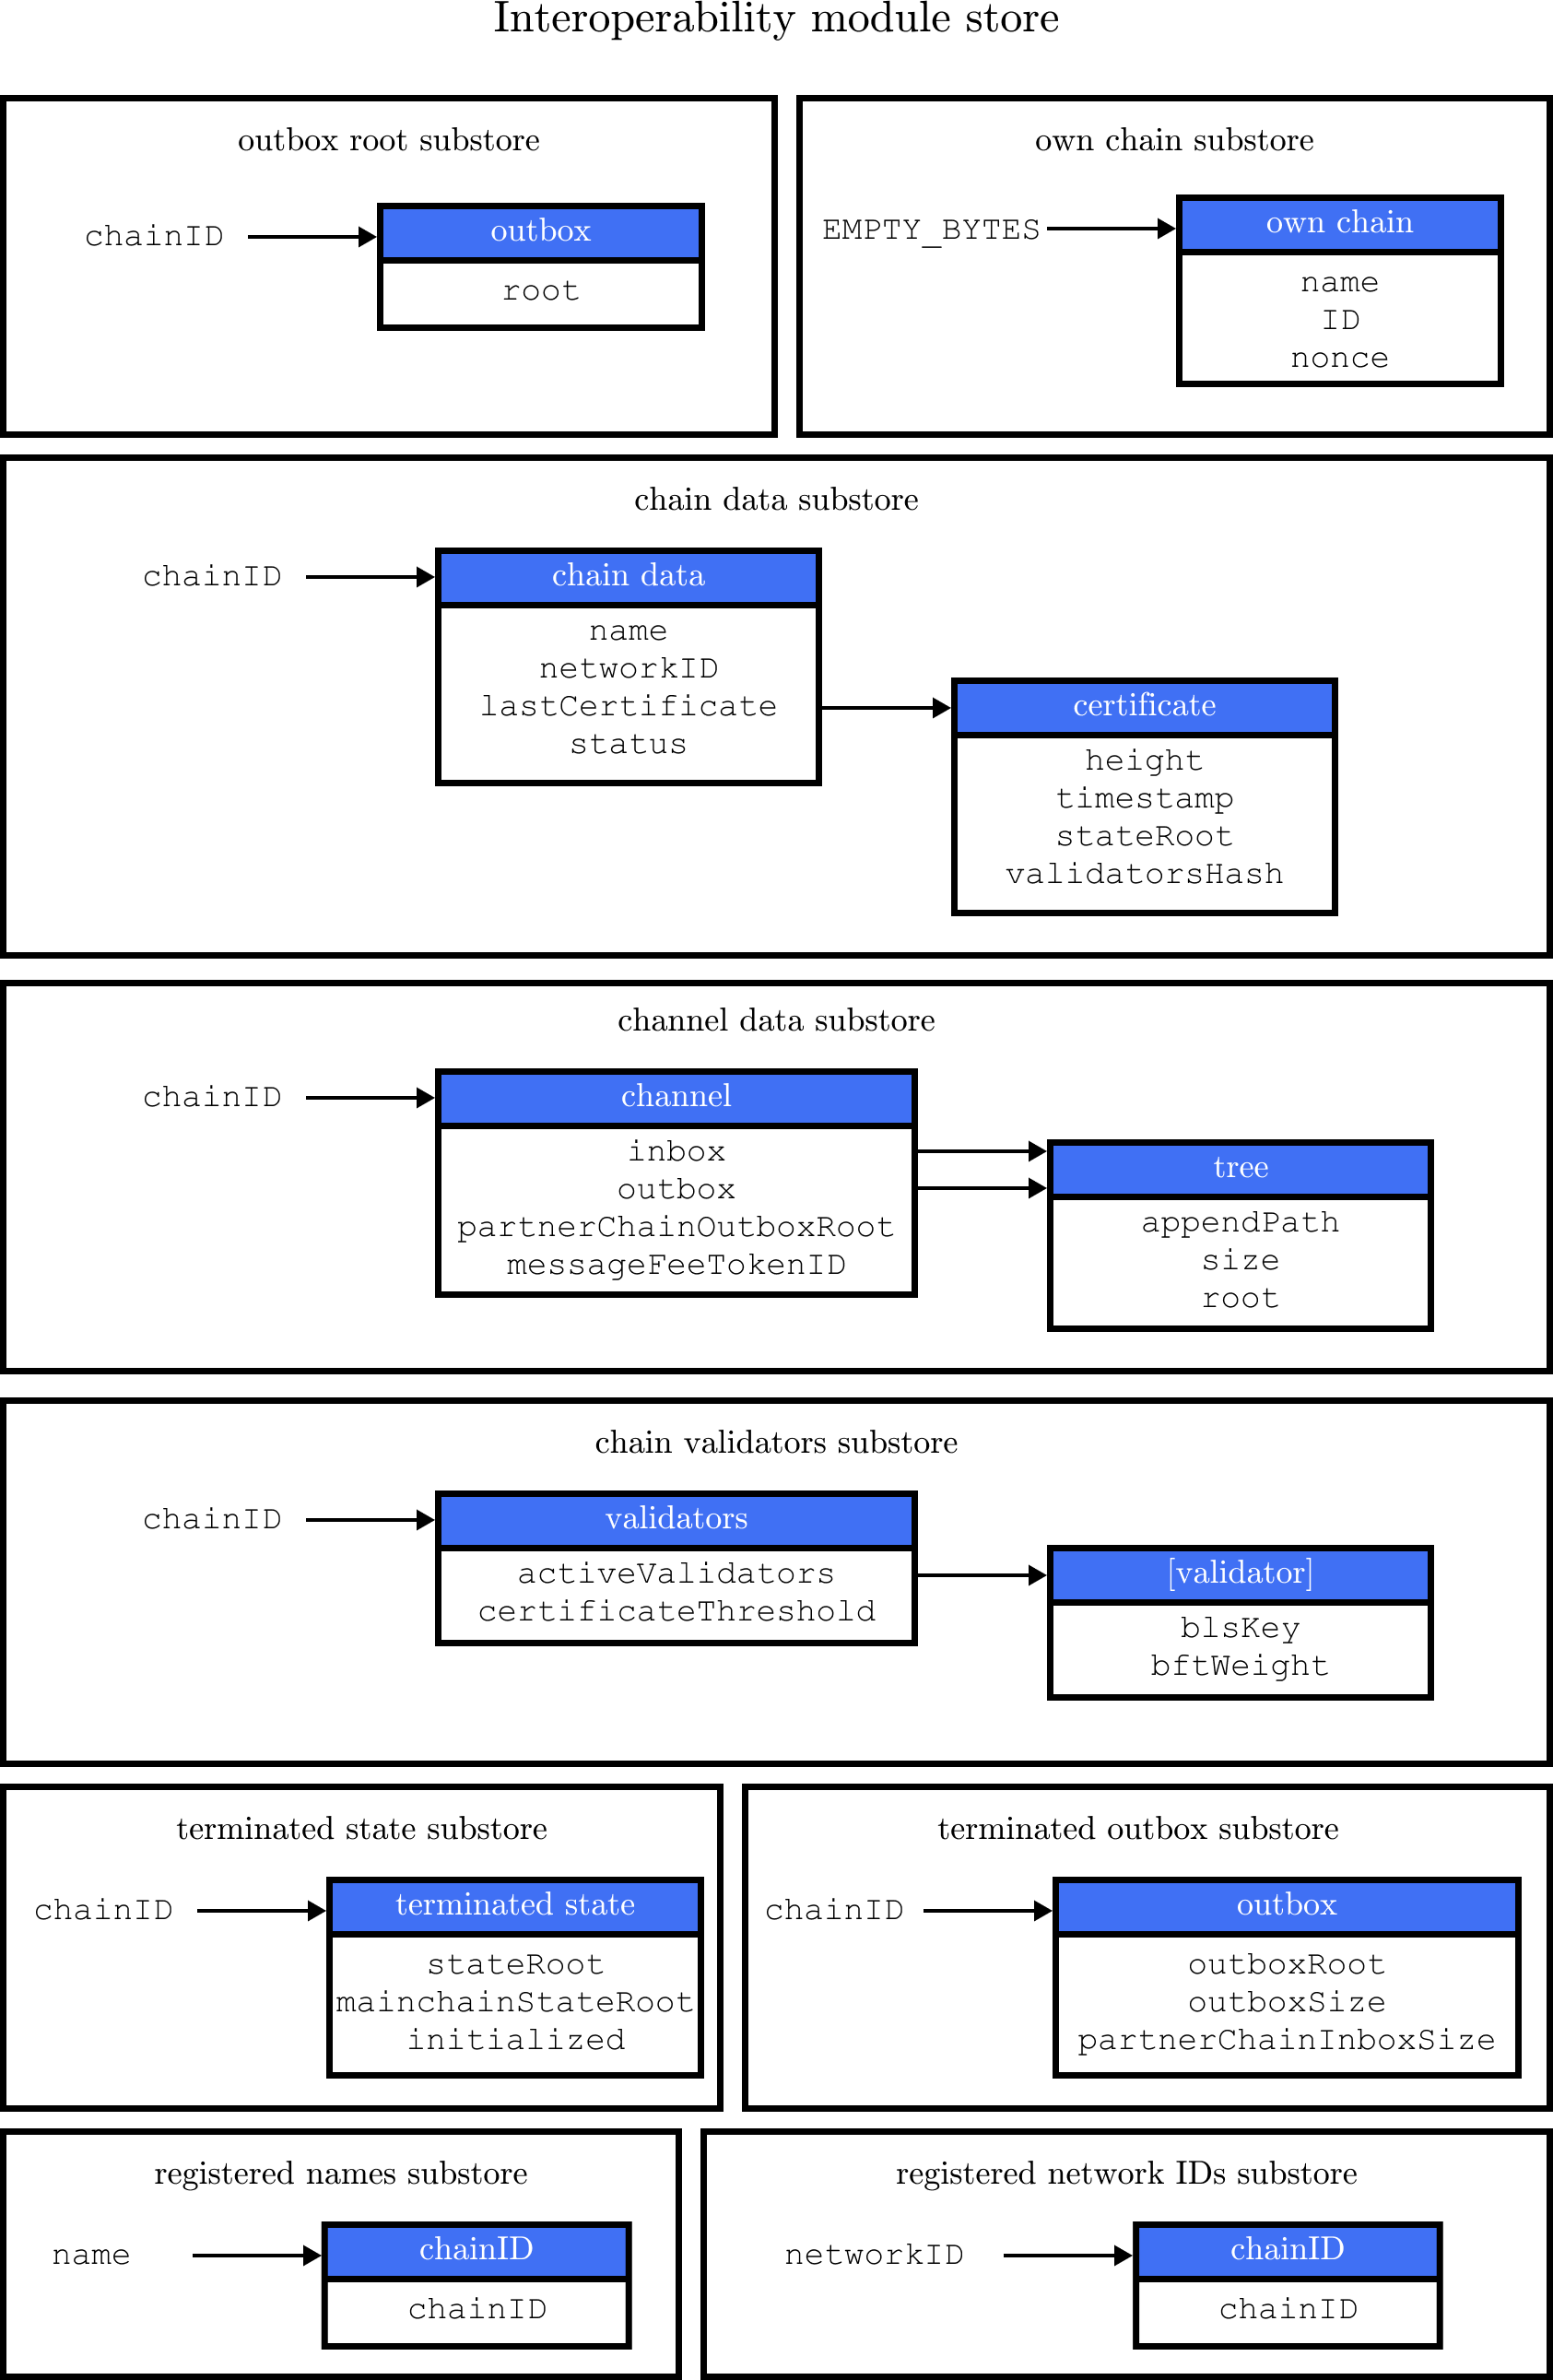 Interoperability module store
outbox root substore
chainID
outbox
root
own chain substore
EMPTY_BYTES
own chain
name
ID
nonce
chain data substore
chainID
chain data
name
networkID
lastCertificate
status
certificate
height
timestamp
stateRoot
validatorsHash
channel data substore
chainID
channel
inbox
outbox
partnerChainOutboxRoot
messageFeeTokenID
tree
appendPath
size
root
chain validators substore
chainID
validators
activeValidators
certificateThreshold
[validator]
blsKey
bftWeight
terminated state substore
chainID
terminated state
stateRoot
mainchainStateRoot
initialized
terminated outbox substore
chainID
outbox
outboxRoot
outboxSize
partnerChainInboxSize
registered names substore
name
chainID
chainID
registered network IDs substore
networkID
chainID
chainID